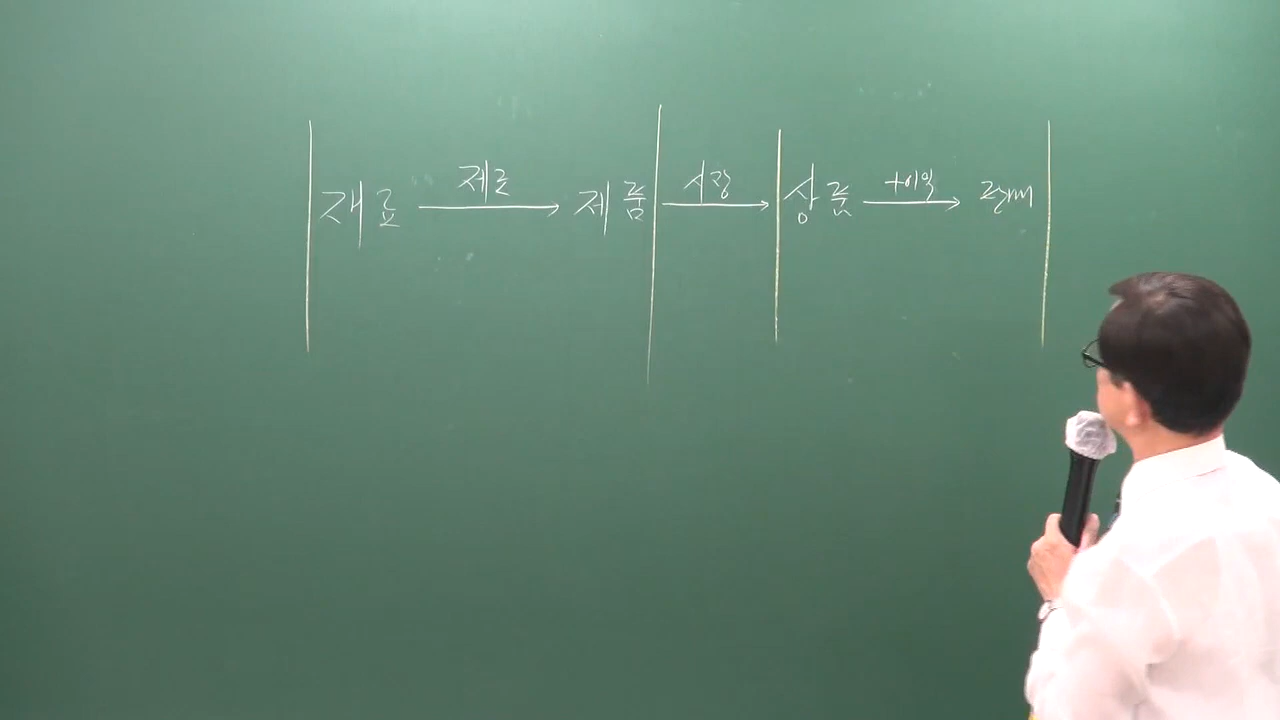 재료 제조 → 제품 시장 → 상품 +이익 → 판매